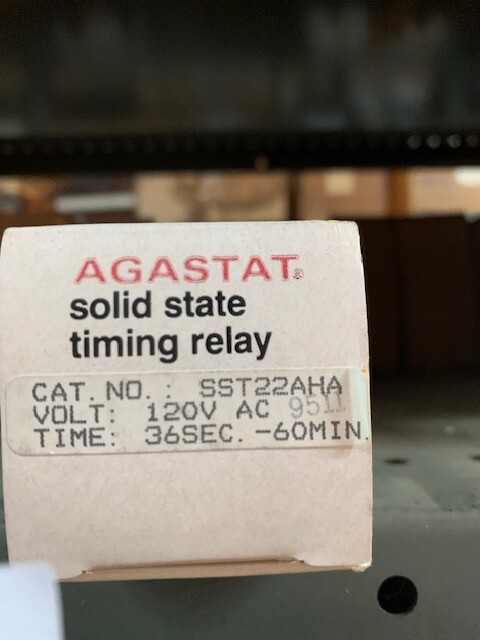 AGASTAT®
solid state
timing relay
CAT. NO. : SST22AHA
VOLT: 120V AC 9511
TIME: 36SEC. -60MIN.